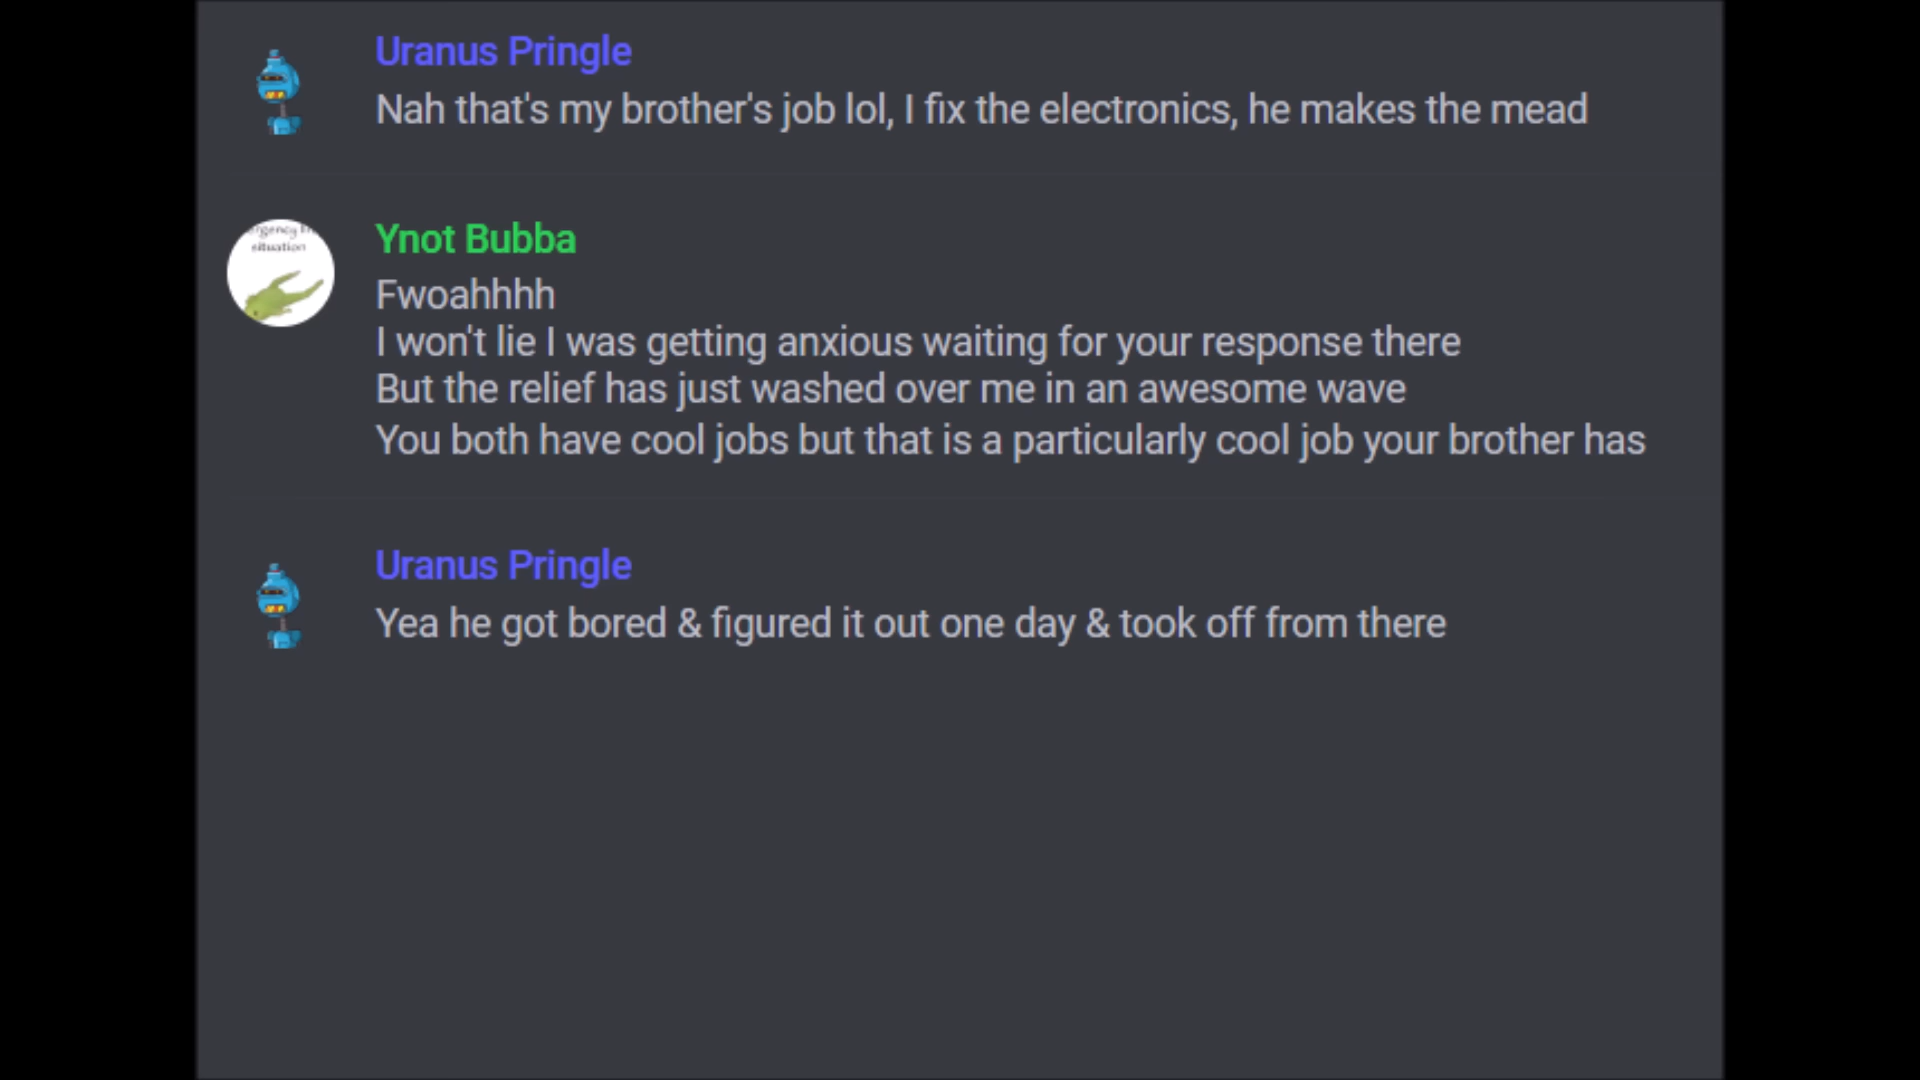 Uranus Pringle
Nah that's my brother's job lol, I fix the electronics, he makes the mead
situation
Ynot Bubba
Fwoahhhh
I won't lie I was getting anxious waiting for your response there
But the relief has just washed over me in an awesome wave
You both have cool jobs but that is a particularly cool job your brother has
Uranus Pringle
Yea he got bored & figured it out one day & took off from there